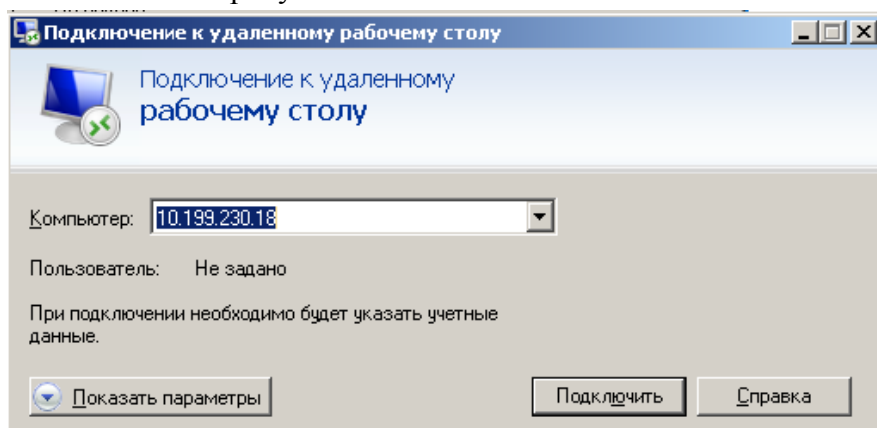 Подключение к удаленному рабочему столу
Подключение к удаленному
рабочему столу
Компьютер: 10.199.230.18
Пользователь: Не задано
При подключении необходимо будет указать учетные
данные.
Показать параметры Подключить Справка